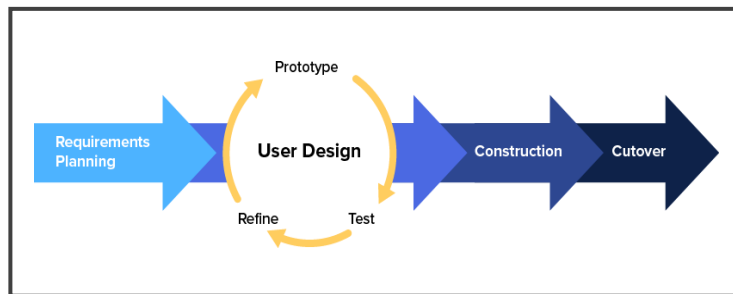 Requirements
Planning
Prototype
User Design
Refine
Test
Construction
Cutover